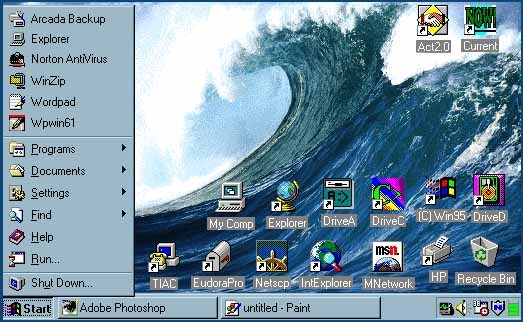 Arcada Backup
Explorer
Norton AntiVirus
WinZip
Wordpad
Wpwin61
Programs
Documents
Settings
Find
Help
Run...
Shut Down...
Act2.0
NOW!
Current
My Comp
Explorer
DriveA
DriveC
(C) Win95
DriveD
TIAC
EudoraPro
Netscp
IntExplorer
msn.
MNetwork
HP
Recycle Bin
Start
Adobe Photoshop
untitled - Paint